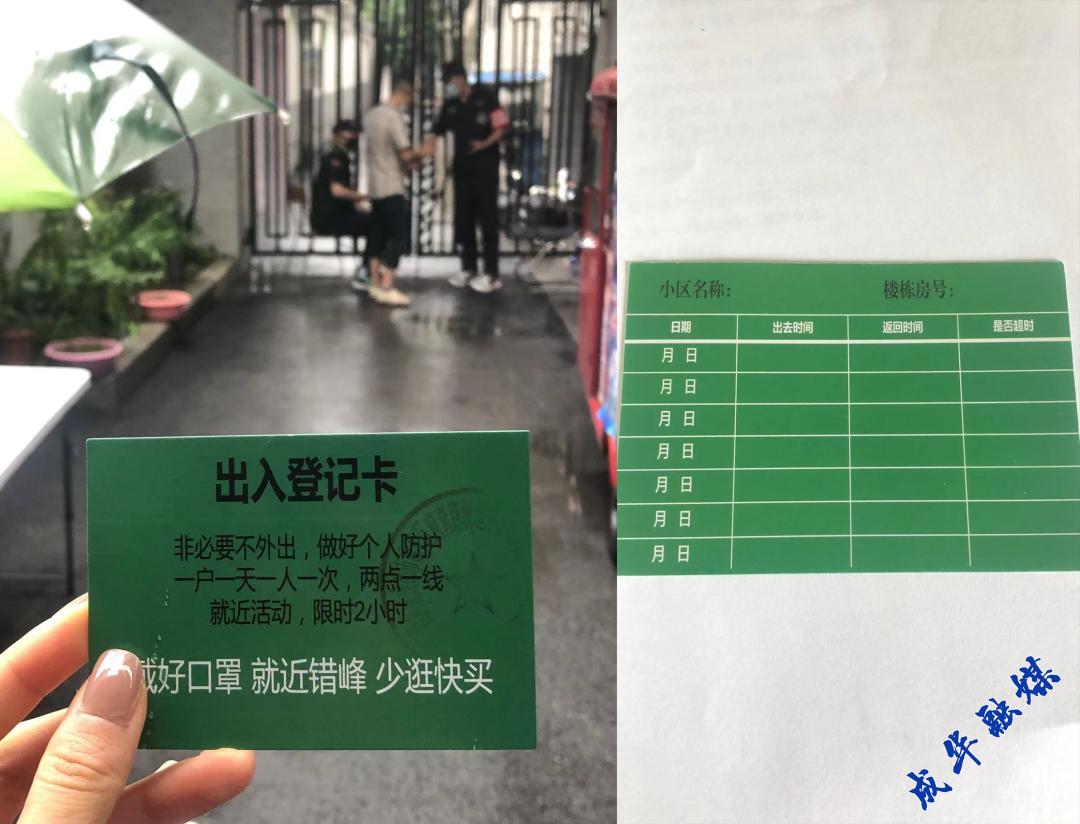 出入登记卡
非必要不外出，做好个人防护
一户一天一人一次，两点一线
就近活动，限时2小时
戴好口罩 就近错峰 少逛快买
小区名称： 楼栋房号：
日期 出去时间 返回时间 是否超时
月 日
月 日
月 日
月 日
月 日
月 日
月 日
成华融媒